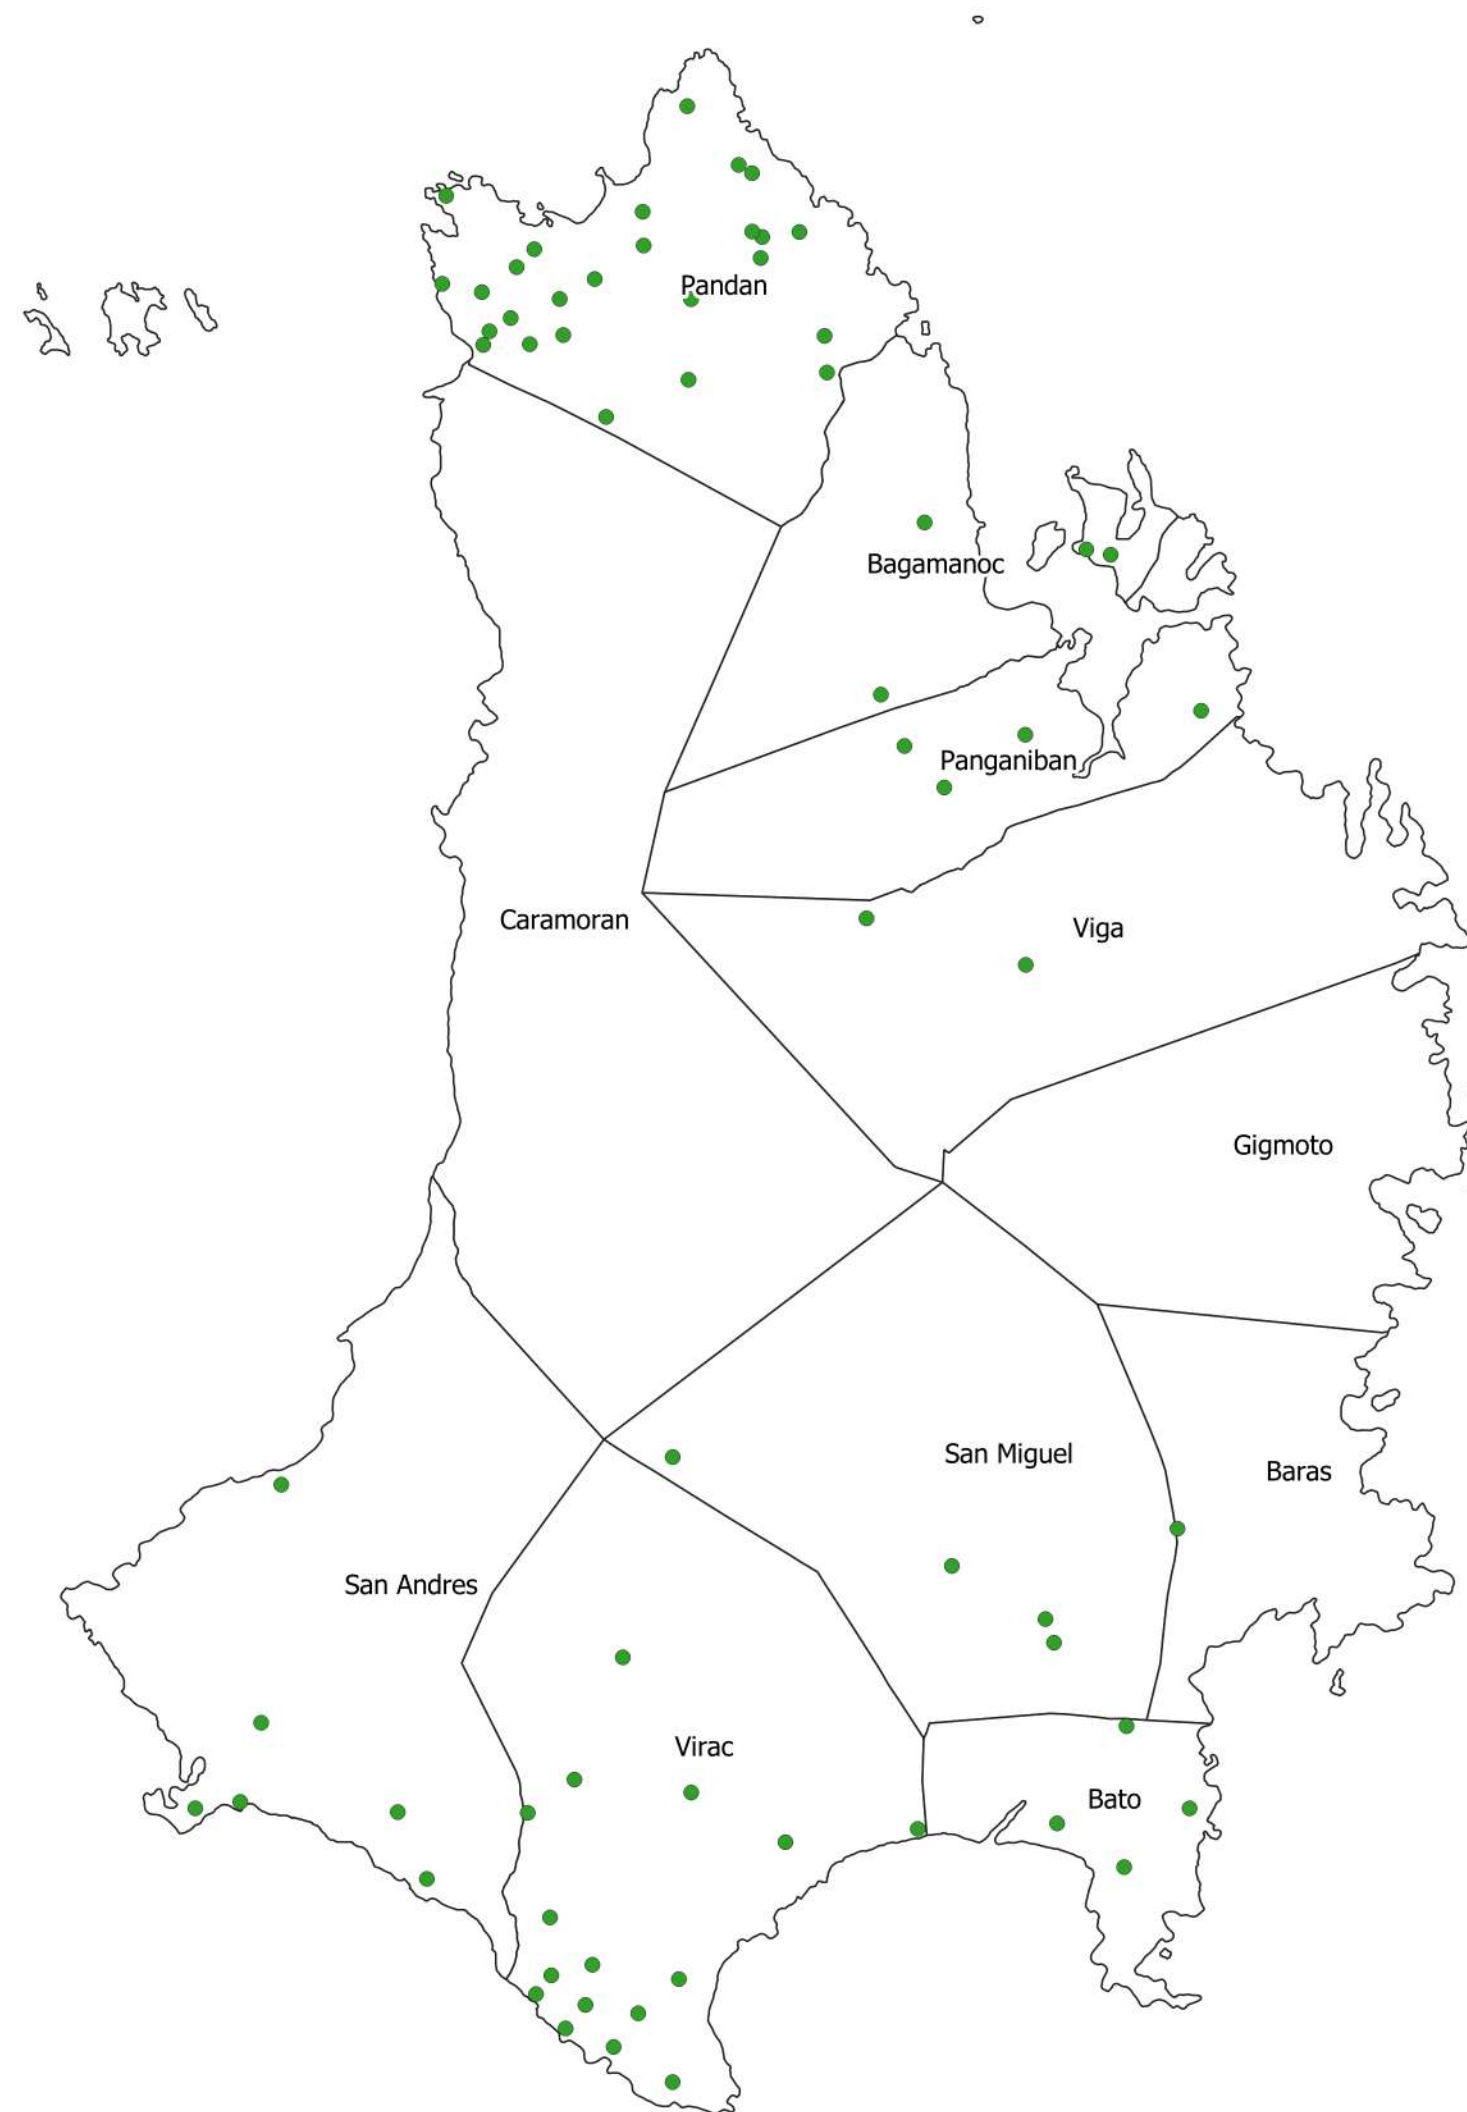 Pandan
Bagamanoc
Panganiban
Caramoran
Viga
Gigmoto
San Miguel
Baras
San Andres
Virac
Bato